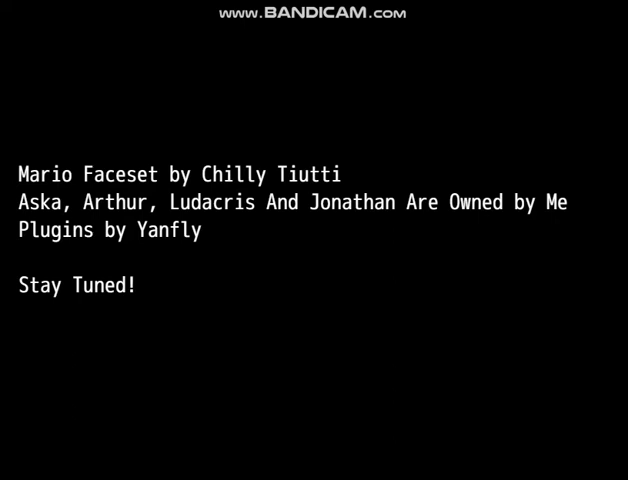 www.BANDICAM.com
Mario Faceset by Chilly Tiutti
Aska, Arthur, Ludacris And Jonathan Are Owned by Me
Plugins by Yanfly
Stay Tuned!